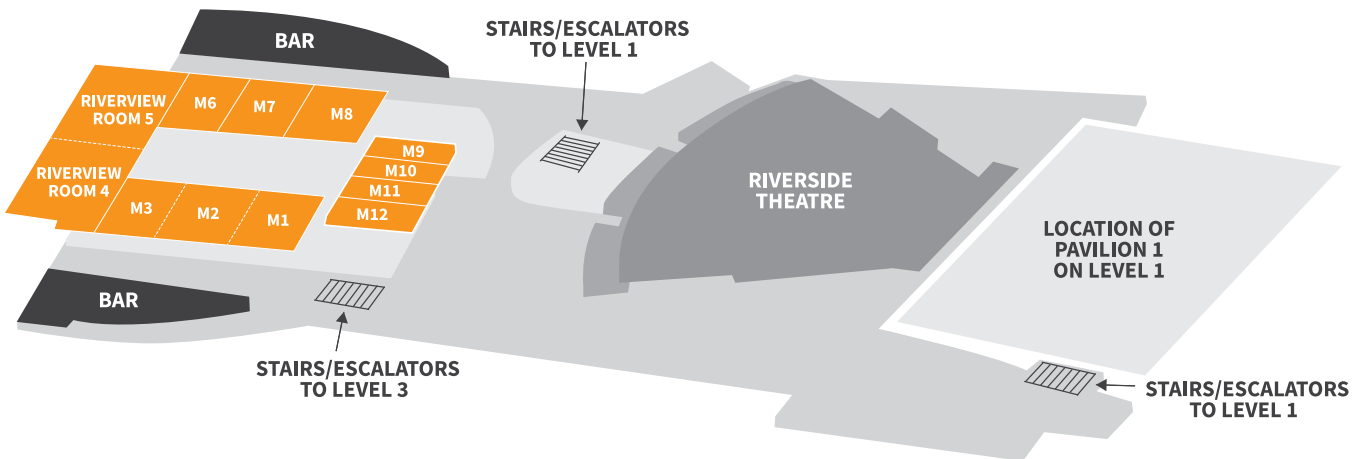 BAR
STAIRS/ESCALATORS
TO LEVEL 1
RIVERVIEW
ROOM 5
M6
M7
M8
M9
M10
M11
M12
RIVERVIEW
ROOM 4
M3
M2
M1
RIVERSIDE
THEATRE
LOCATION OF
PAVILION 1
ON LEVEL 1
BAR
STAIRS/ESCALATORS
TO LEVEL 3
STAIRS/ESCALATORS
TO LEVEL 1